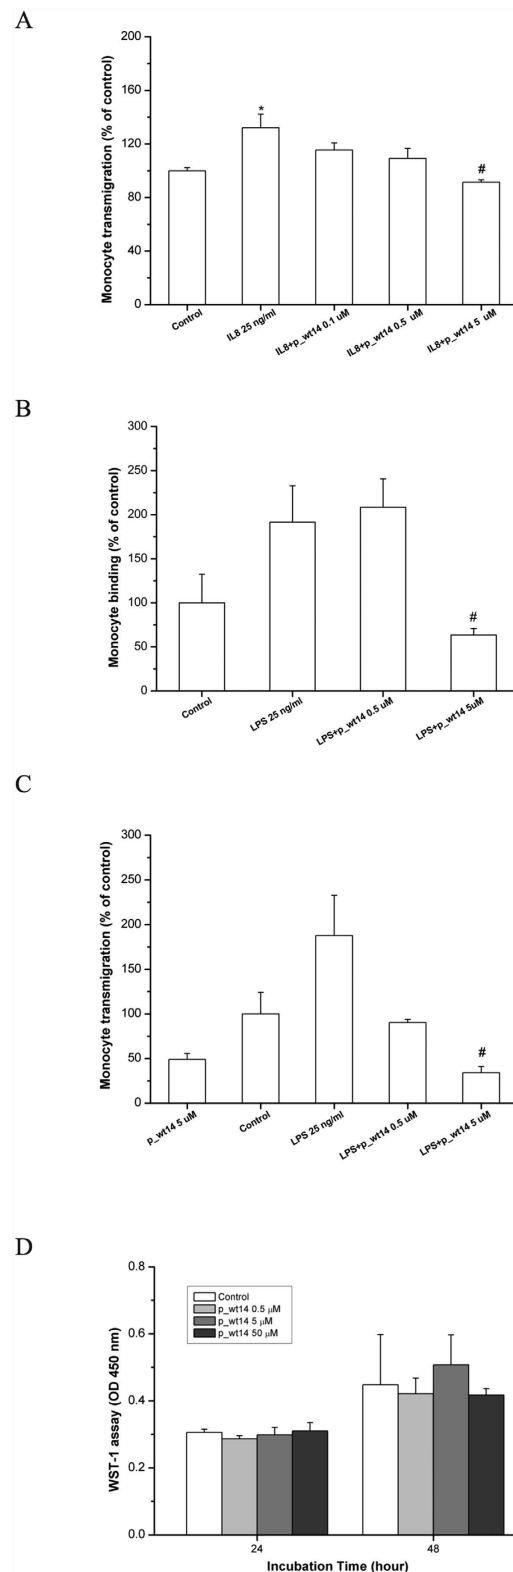 A
Monocyte transmigration (% of control)
200
160
120
80
40
0
*
#
Control
IL8 25 ng/ml
IL8+p_wt14 0.1 uM
IL8+p_wt14 0.5 uM
IL8+p_wt14 5 uM
B
Monocyte binding (% of control)
300
250
200
150
100
50
0
#
Control
LPS 25 ng/ml
LPS+p_wt14 0.5 uM
LPS+p_wt14 5uM
C
Monocyte transmigration (% of control)
300
250
200
150
100
50
0
#
p_wt14 5 uM
Control
LPS 25 ng/ml
LPS+p_wt14 0.5 uM
LPS+p_wt14 5 uM
D
WST-1 assay (OD 450 nm)
0.8
0.6
0.4
0.2
0.0
Control
p_wt14 0.5 µM
p_wt14 5 µM
p_wt14 50 µM
24
48
Incubation Time (hour)